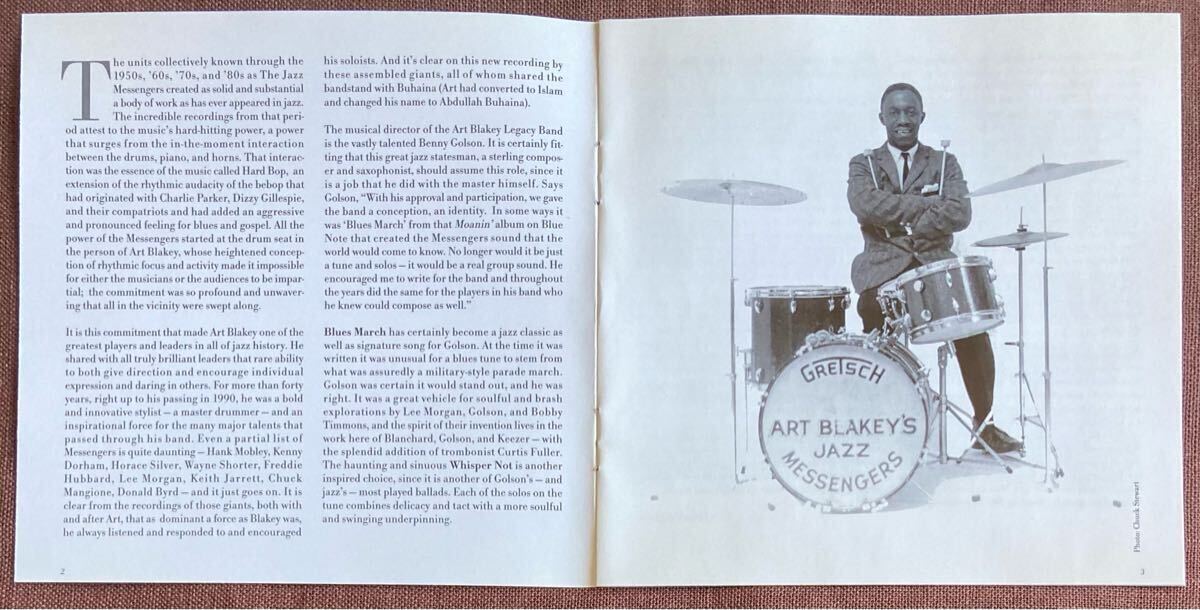 The units collectively known through the
1950s, ’60s, ’70s, and ’80s as The Jazz
Messengers created as solid and substantial
a body of work as has ever appeared in jazz.
The incredible recordings from that peri-
od attest to the music’s hard-hitting power, a power
that surges from the in-the-moment interaction
between the drums, piano, and horns. That interac-
tion was the essence of the music called Hard Bop, an
extension of the rhythmic audacity of the bebop that
had originated with Charlie Parker, Dizzy Gillespie,
and their compatriots and had added an aggressive
and pronounced feeling for blues and gospel. All the
power of the Messengers started at the drum seat in
the person of Art Blakey, whose heightened concep-
tion of rhythmic focus and activity made it impossible
for either the musicians or the audiences to be impar-
tial; the commitment was so profound and unwaver-
ing that all in the vicinity were swept along.
It is this commitment that made Art Blakey one of the
greatest players and leaders in all of jazz history. He
shared with all truly brilliant leaders that rare ability
to both give direction and encourage individual
expression and daring in others. For more than forty
years, right up to his passing in 1990, he was a bold
and innovative stylist – a master drummer – and an
inspirational force for the many major talents that
passed through his band. Even a partial list of
Messengers is quite daunting – Hank Mobley, Kenny
Dorham, Horace Silver, Wayne Shorter, Freddie
Hubbard, Lee Morgan, Keith Jarrett, Chuck
Mangione, Donald Byrd – and it just goes on. It is
clear from the recordings of those giants, both with
and after Art, that as dominant a force as Blakey was,
he always listened and responded to and encouraged
2
his soloists. And it’s clear on this new recording by
these assembled giants, all of whom shared the
bandstand with Buhaina (Art had converted to Islam
and changed his name to Abdullah Buhaina).
The musical director of the Art Blakey Legacy Band
is the vastly talented Benny Golson. It is certainly fit-
ting that this great jazz statesman, a sterling compos-
er and saxophonist, should assume this role, since it
is a job that he did with the master himself. Says
Golson, “With his approval and participation, we gave
the band a conception, an identity. In some ways it
was ‘Blues March’ from that Moanin’ album on Blue
Note that created the Messengers sound that the
world would come to know. No longer would it be just
a tune and solos – it would be a real group sound. He
encouraged me to write for the band and throughout
the years did the same for the players in his band who
he knew could compose as well.”
Blues March has certainly become a jazz classic as
well as signature song for Golson. At the time it was
written it was unusual for a blues tune to stem from
what was assuredly a military-style parade march.
Golson was certain it would stand out, and he was
right. It was a great vehicle for soulful and brash
explorations by Lee Morgan, Golson, and Bobby
Timmons, and the spirit of their invention lives in the
work here of Blanchard, Golson, and Keezer – with
the splendid addition of trombonist Curtis Fuller.
The haunting and sinuous Whisper Not is another
inspired choice, since it is another of Golson’s – and
jazz’s – most played ballads. Each of the solos on the
tune combines delicacy and tact with a more soulful
and swinging underpinning.
GRETSCH
ART BLAKEY'S
JAZZ
MESSENGERS
Photo: Chuck Stewart
3